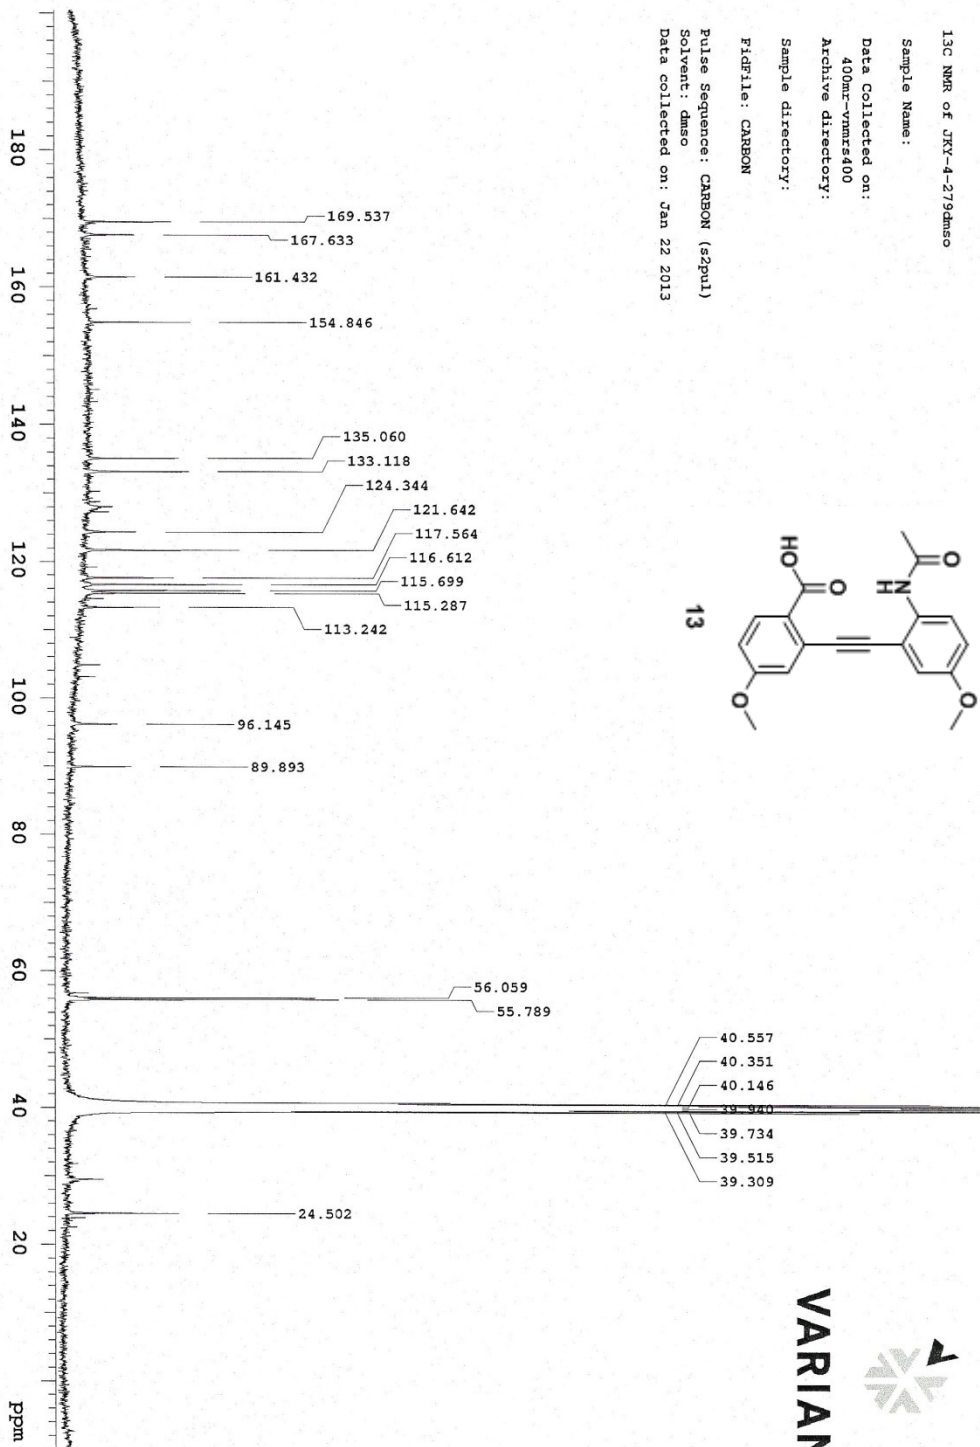 13C NMR of JKY-4-279dmso
Sample Name:
Data Collected on:
400mr-vnmrs400
Archive directory:
Sample directory:
FidFile: CARBON
Pulse Sequence: CARBON (s2pul)
Solvent: dmso
Data collected on: Jan 22 2013
O
N
H
O
HO
O
O
13
VARIAN
169.537
167.633
161.432
154.846
135.060
133.118
124.344
121.642
117.564
116.612
115.699
115.287
113.242
96.145
89.893
56.059
55.789
40.557
40.351
40.146
39.940
39.734
39.515
39.309
24.502
180 160 140 120 100 80 60 40 20 ppm